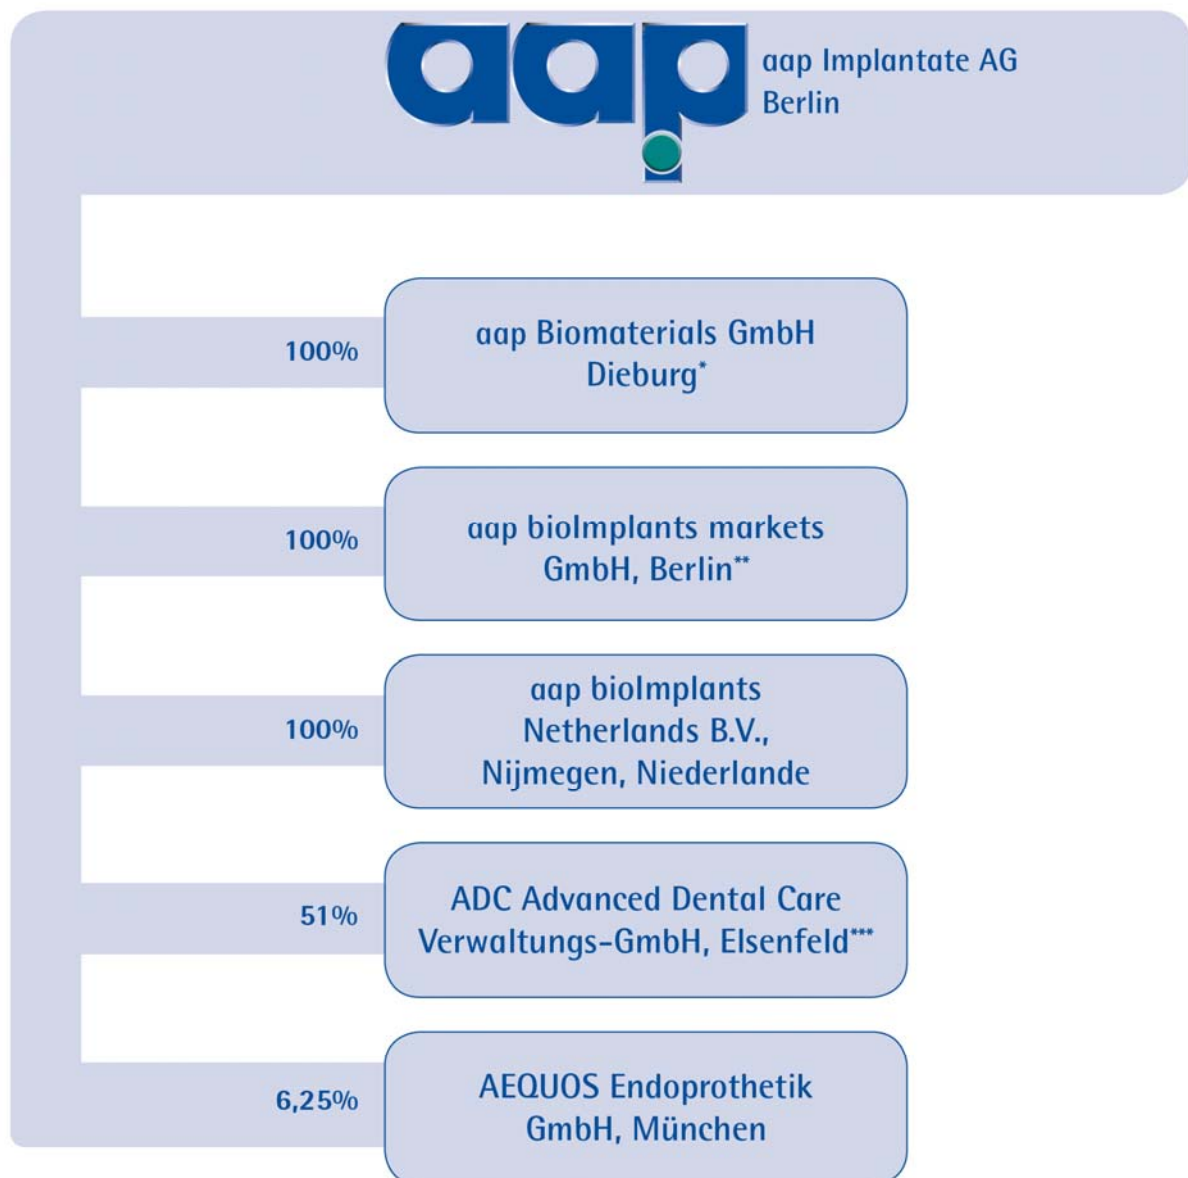 aap
aap Implantate AG
Berlin
100%
aap Biomaterials GmbH
Dieburg*
100%
aap bioImplants markets
GmbH, Berlin**
100%
aap bioImplants
Netherlands B.V.,
Nijmegen, Niederlande
51%
ADC Advanced Dental Care
Verwaltungs-GmbH, Elsenfeld***
6,25%
AEQUOS Endoprothetik
GmbH, München